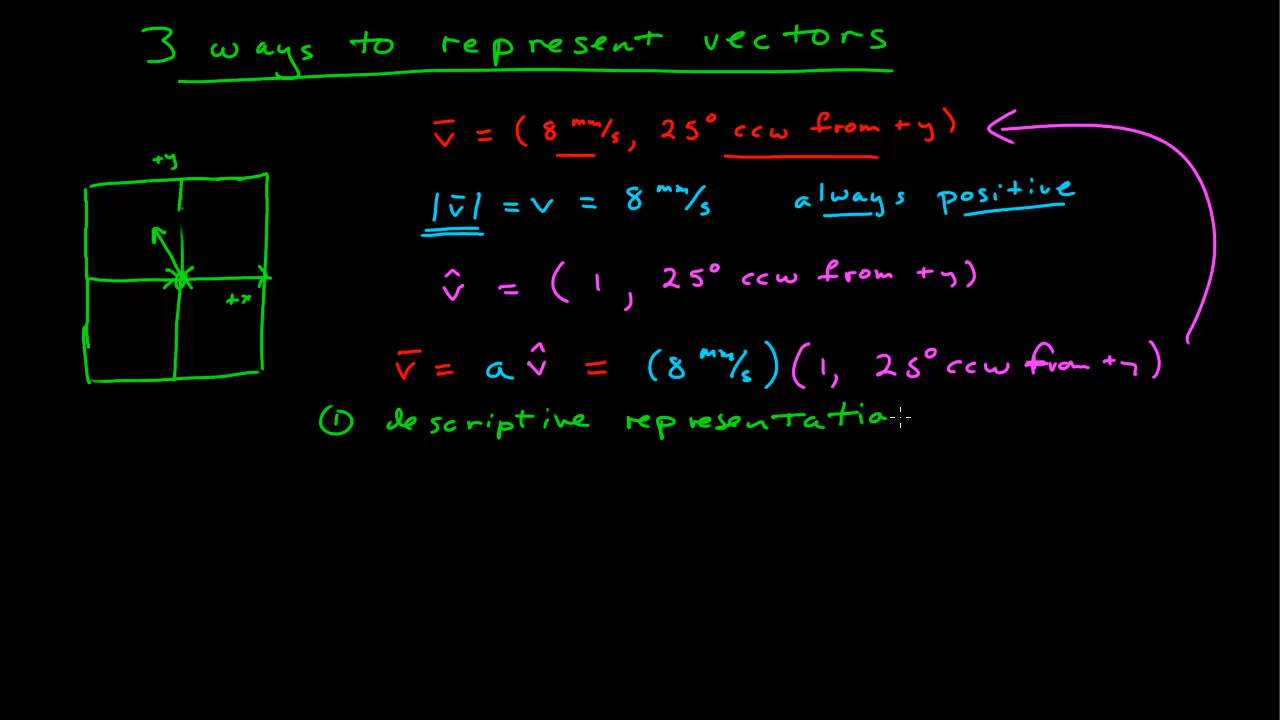 3 ways to represent vectors
v̄ = (8 mm/s, 25° ccw from +y)
+y
|v̄| = v = 8 mm/s always positive
v̂ = (1, 25° ccw from +y)
+x
v̄ = a v̂ = (8 mm/s)(1, 25° ccw from +y)
① descriptive representatio